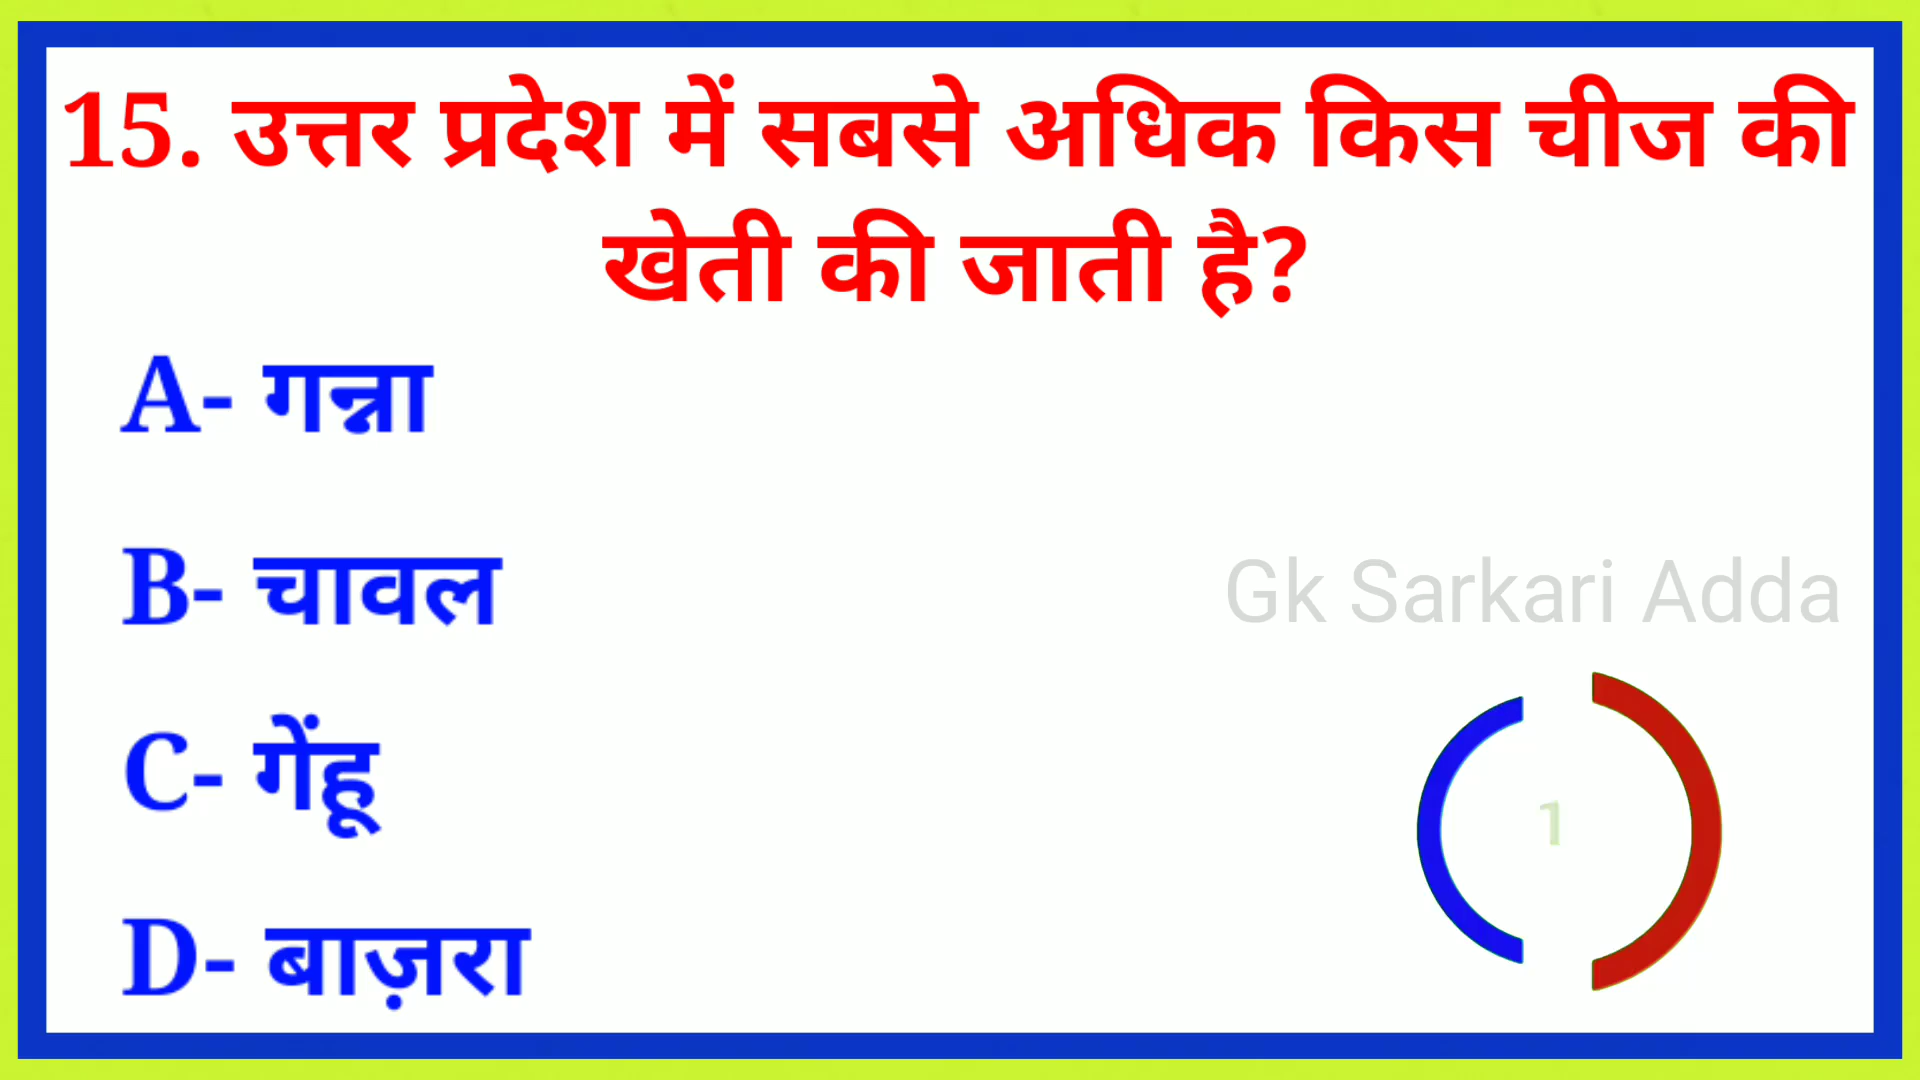 15. उत्तर प्रदेश में सबसे अधिक किस चीज की
खेती की जाती है?
A- गन्ना
B- चावल
Gk Sarkari Adda
C- गेंहू
1
D- बाज़रा